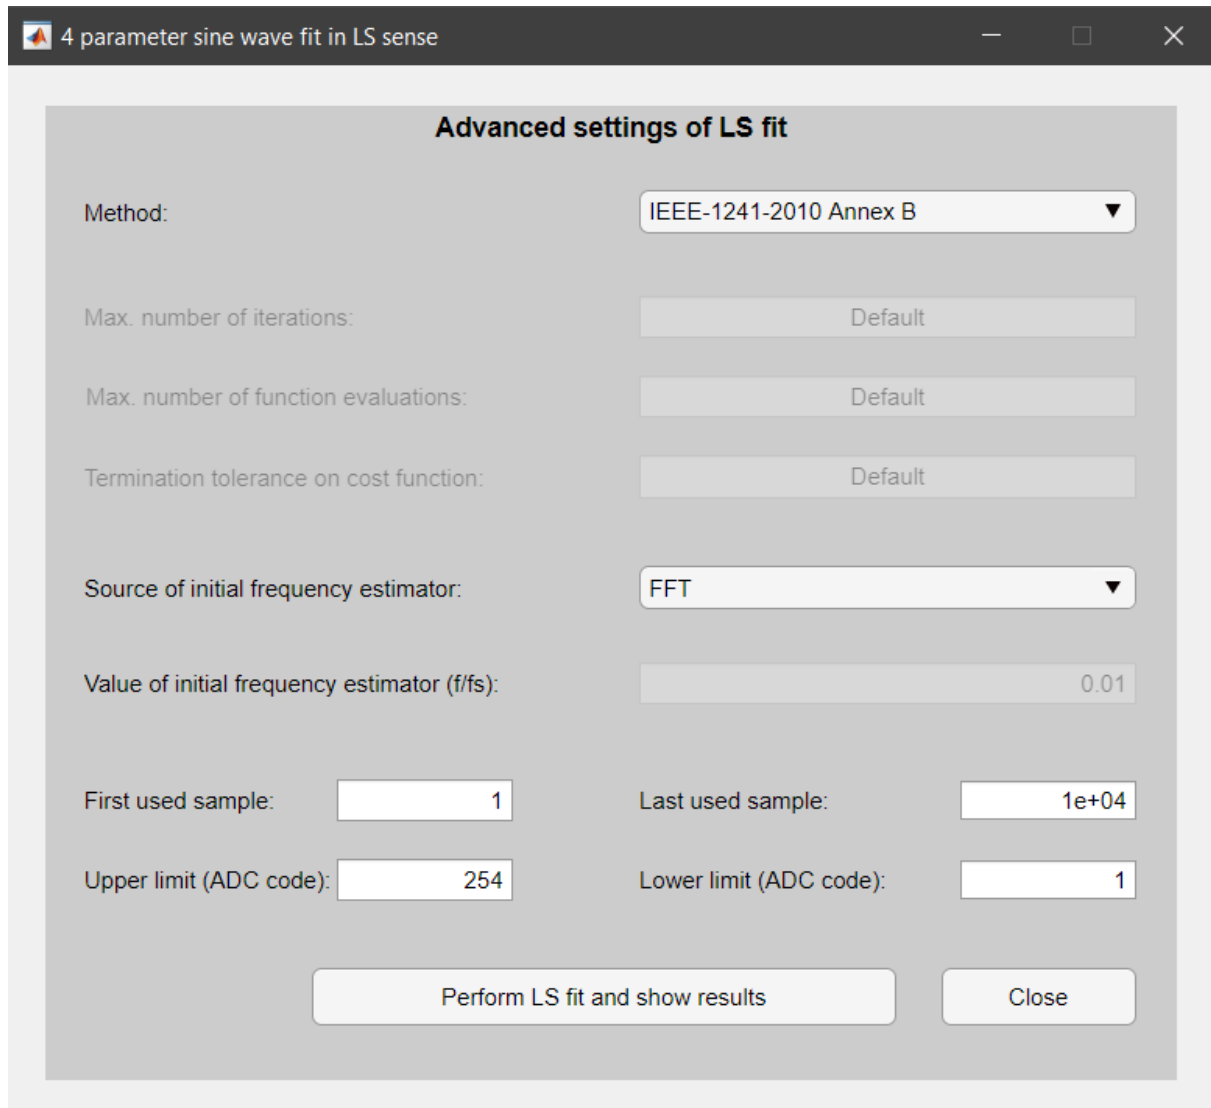 4 parameter sine wave fit in LS sense
Advanced settings of LS fit
Method: IEEE-1241-2010 Annex B
Max. number of iterations: Default
Max. number of function evaluations: Default
Termination tolerance on cost function: Default
Source of initial frequency estimator: FFT
Value of initial frequency estimator (f/fs): 0.01
First used sample: 1 Last used sample: 1e+04
Upper limit (ADC code): 254 Lower limit (ADC code): 1
Perform LS fit and show results Close